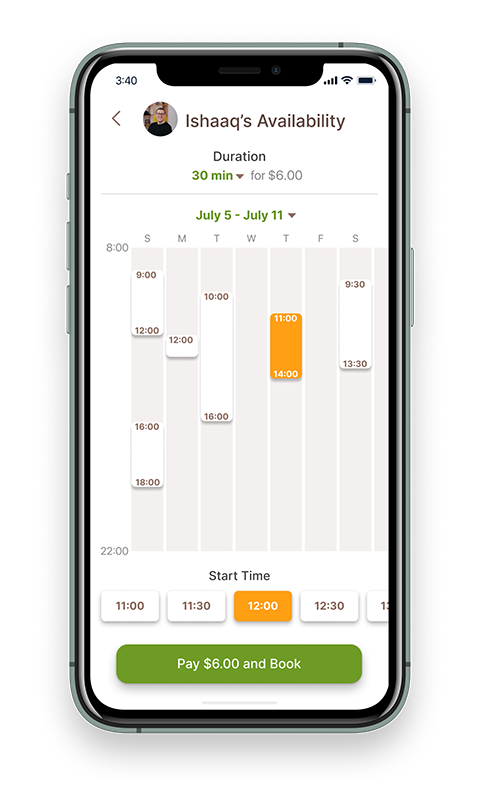 3:40
Ishaaq’s Availability
Duration
30 min for $6.00
July 5 - July 11
S M T W T F S
8:00
9:00
9:30
10:00
11:00
12:00
12:00
13:30
14:00
16:00
16:00
18:00
22:00
Start Time
11:00 11:30 12:00 12:30
Pay $6.00 and Book